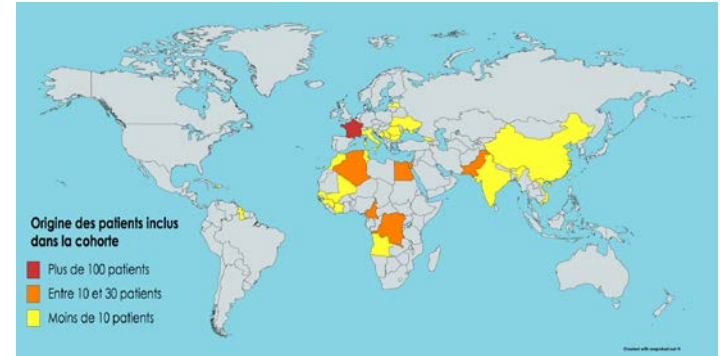 Origine des patients inclus
dans la cohorte
Plus de 100 patients
Entre 10 et 30 patients
Moins de 10 patients